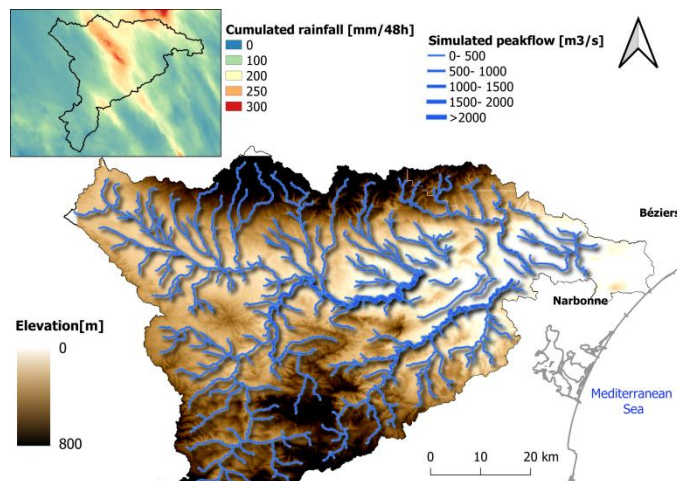 Cumulated rainfall [mm/48h]
0
100
200
250
300
Simulated peakflow [m3/s]
0- 500
500- 1000
1000- 1500
1500- 2000
>2000
Béziers
Narbonne
Elevation[m]
0
800
Mediterranean
Sea
0 10 20 km